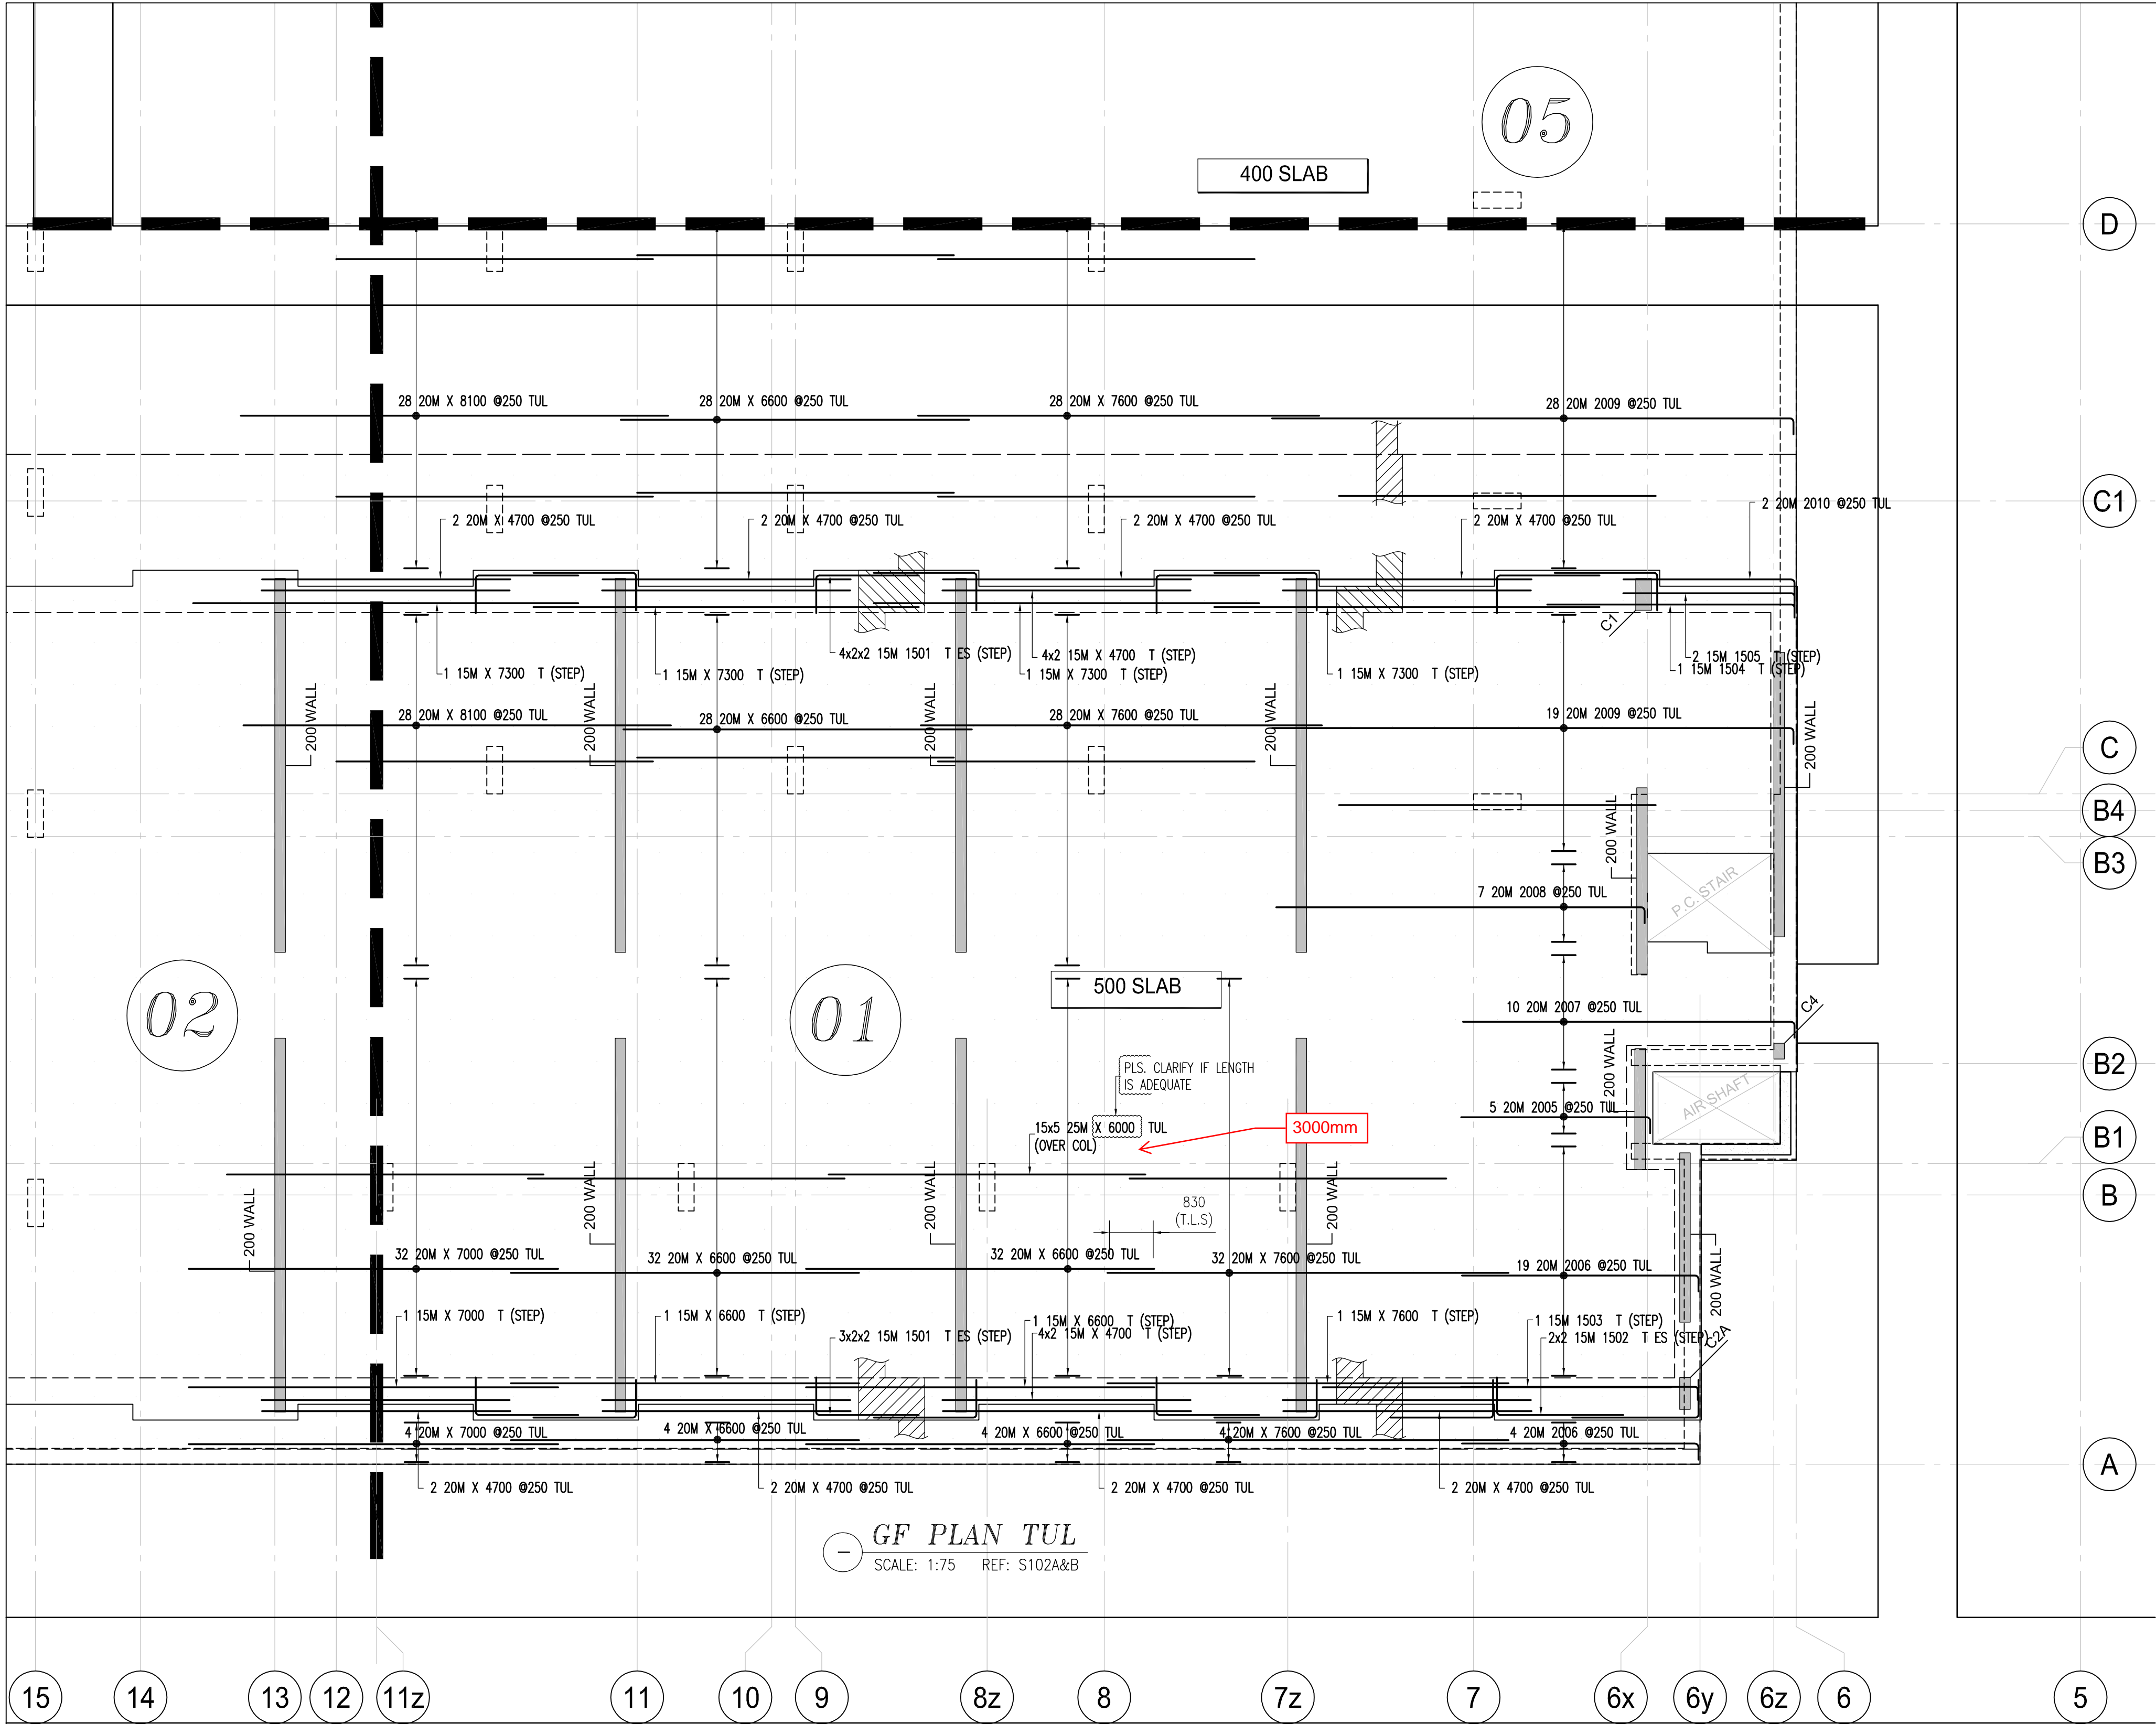 05
400 SLAB
D
28 20M X 8100 @250 TUL
28 20M X 6600 @250 TUL
28 20M X 7600 @250 TUL
28 20M 2009 @250 TUL
C1
2 20M X 4700 @250 TUL
2 20M X 4700 @250 TUL
2 20M X 4700 @250 TUL
2 20M X 4700 @250 TUL
2 20M 2010 @250 TUL
C1
4x2x2 15M 1501 T ES (STEP)
4x2 15M X 4700 T (STEP)
2 15M 1505 T (STEP)
1 15M X 7300 T (STEP)
1 15M X 7300 T (STEP)
1 15M X 7300 T (STEP)
1 15M X 7300 T (STEP)
1 15M 1504 T (STEP)
200 WALL
200 WALL
200 WALL
200 WALL
200 WALL
28 20M X 8100 @250 TUL
28 20M X 6600 @250 TUL
28 20M X 7600 @250 TUL
19 20M 2009 @250 TUL
C
B4
B3
200 WALL
P.C. STAIR
7 20M 2008 @250 TUL
02
01
500 SLAB
10 20M 2007 @250 TUL
C4
B2
PLS. CLARIFY IF LENGTH
IS ADEQUATE
200 WALL
AIR SHAFT
5 20M 2005 @250 TUL
15x5 25M X 6000 TUL
(OVER COL)
3000mm
B1
B
200 WALL
200 WALL
200 WALL
200 WALL
200 WALL
830
(T.L.S)
32 20M X 7000 @250 TUL
32 20M X 6600 @250 TUL
32 20M X 6600 @250 TUL
32 20M X 7600 @250 TUL
19 20M 2006 @250 TUL
1 15M X 7000 T (STEP)
1 15M X 6600 T (STEP)
1 15M X 6600 T (STEP)
1 15M X 7600 T (STEP)
1 15M 1503 T (STEP)
3x2x2 15M 1501 T ES (STEP)
4x2 15M X 4700 T (STEP)
2x2 15M 1502 T ES (STEP)
C2A
4 20M X 7000 @250 TUL
4 20M X 6600 @250 TUL
4 20M X 6600 @250 TUL
4 20M X 7600 @250 TUL
4 20M 2006 @250 TUL
A
2 20M X 4700 @250 TUL
2 20M X 4700 @250 TUL
2 20M X 4700 @250 TUL
2 20M X 4700 @250 TUL
– GF PLAN TUL
SCALE: 1:75 REF: S102A&B
15 14 13 12 11z 11 10 9 8z 8 7z 7 6x 6y 6z 6 5